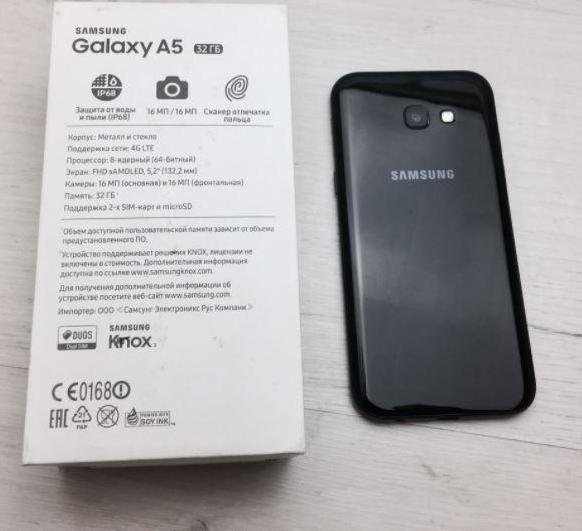 SAMSUNG
Galaxy A5 32 ГБ
IP68
Защита от воды
и пыли (IP68)
16 МП / 16 МП
Сканер отпечатка
пальца
Корпус: Металл и стекло
Поддержка сети: 4G LTE
Процессор: 8-ядерный (64-битный)
Экран: FHD sAMOLED, 5,2" (132,2 мм)
Камеры: 16 МП (основная) и 16 МП (фронтальная)
Память: 32 ГБ
Поддержка 2-х SIM-карт и microSD
Объем доступной пользовательской памяти зависит от объема
предустановленного ПО.
Устройство поддерживает решения KNOX, лицензии не
включены в стоимость. Дополнительная информация
доступна по ссылке www.samsungknox.com.
Для получения дополнительной информации об
устройстве посетите веб-сайт www.samsung.com.
Импортер: ООО <Самсунг Электроникс Рус Компани>
DUOS
Dual SIM
SAMSUNG
Knox
CE0168
EAC
21
PAP
PRINTED WITH
SOY INK
SAMSUNG